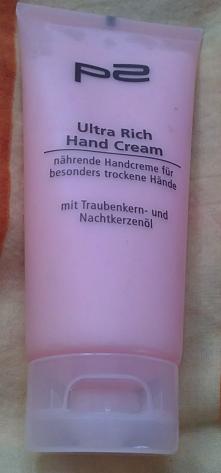 p2
Ultra Rich
Hand Cream
nährende Handcreme für
besonders trockene Hände
mit Traubenkern- und
Nachtkerzenöl